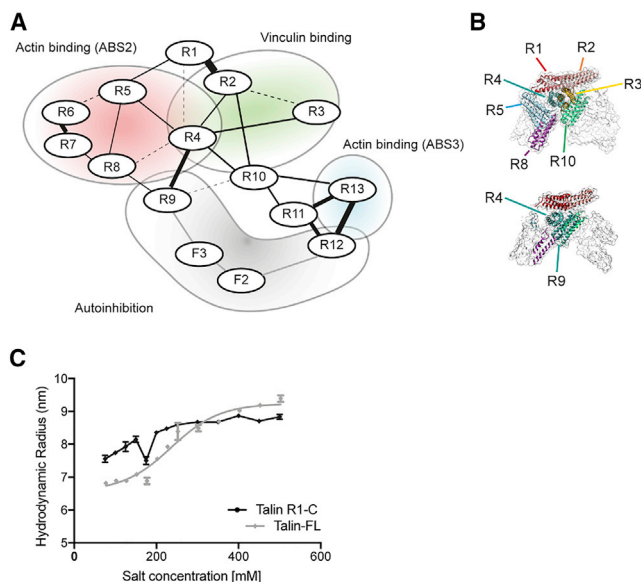 A
Actin binding (ABS2)
Vinculin binding
R1
R2
R5
R6
R3
R4
R7
Actin binding (ABS3)
R8
R10
R13
R9
R11
R12
F3
F2
Autoinhibition
B
R1
R2
R4
R3
R5
R8
R10
R4
R9
C
Hydrodynamic Radius (nm)
10
9
8
7
6
5
0
200
400
600
Talin R1-C
Talin-FL
Salt concentration [mM]